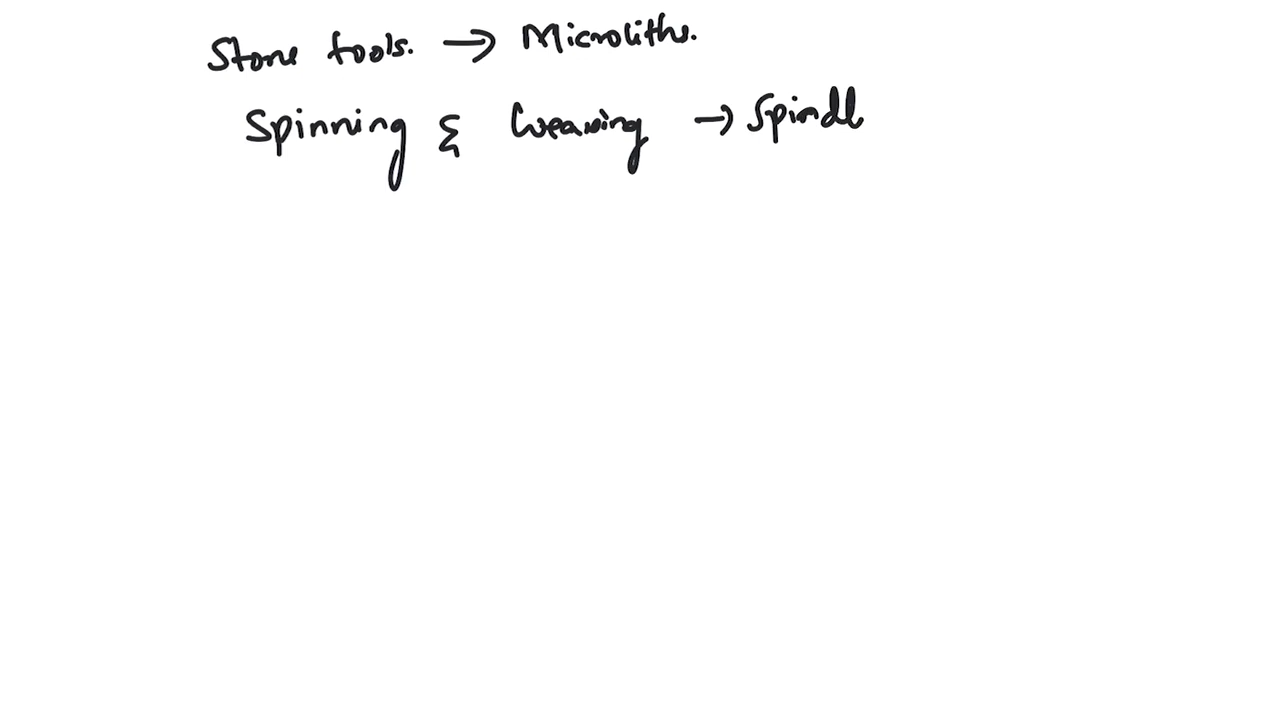 Stone tools. → Microliths.
Spinning & Weaving → Spindl